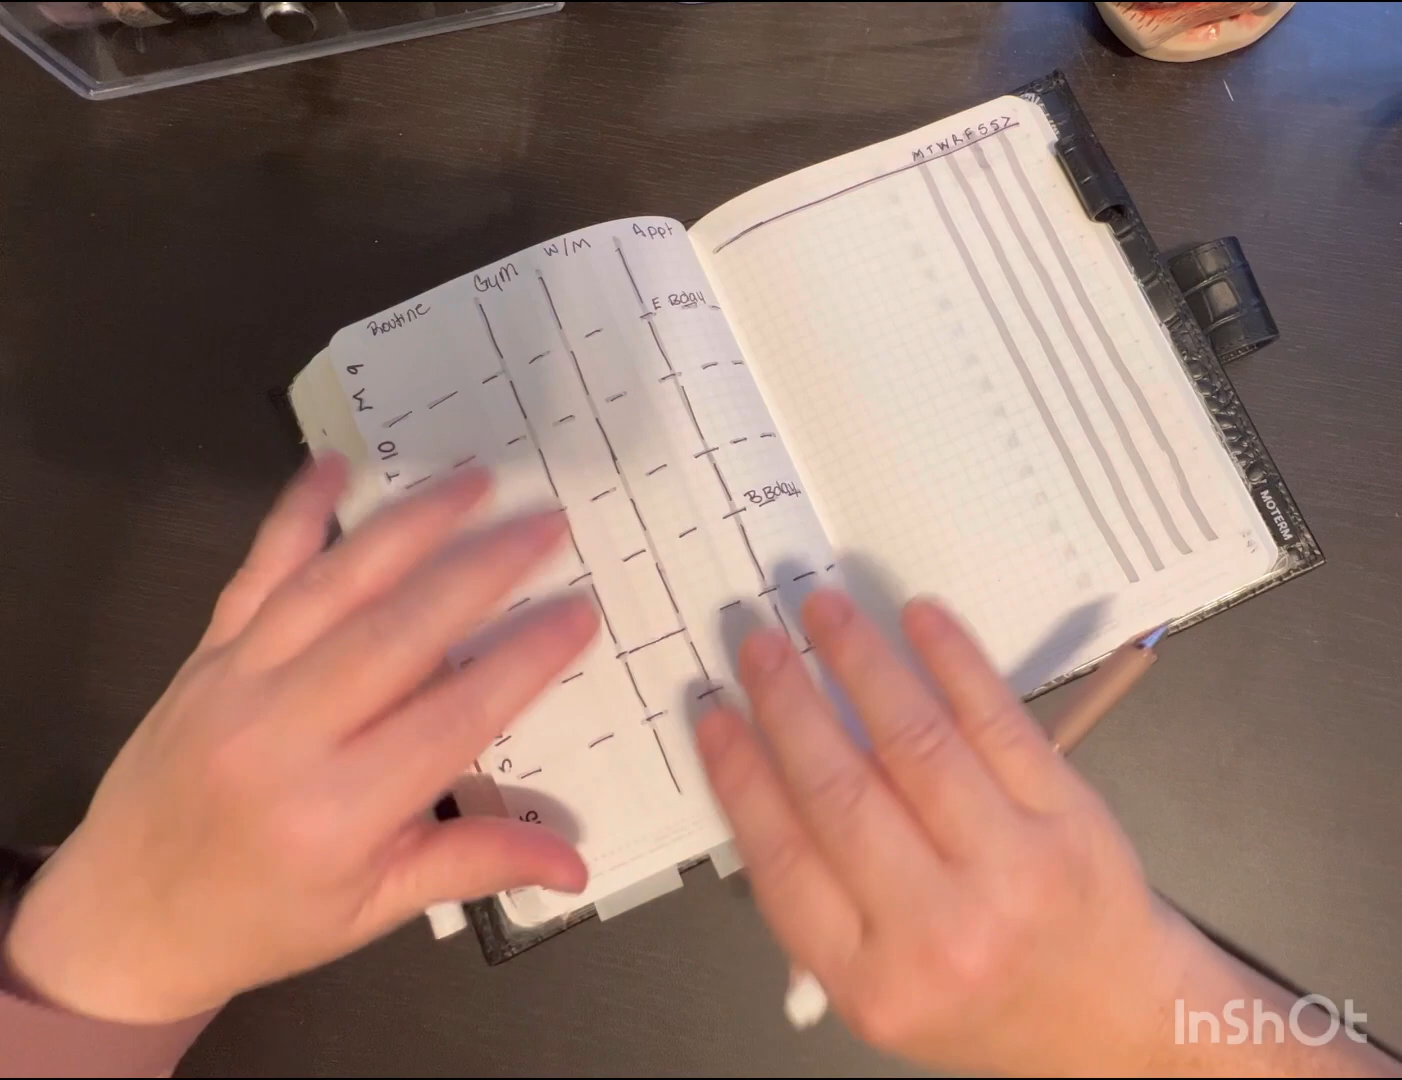 Routine Gym W/M Appt
M 9
E Bday
T 10
B Bday
S
MTWRFSS>
MOTERM
InShOt